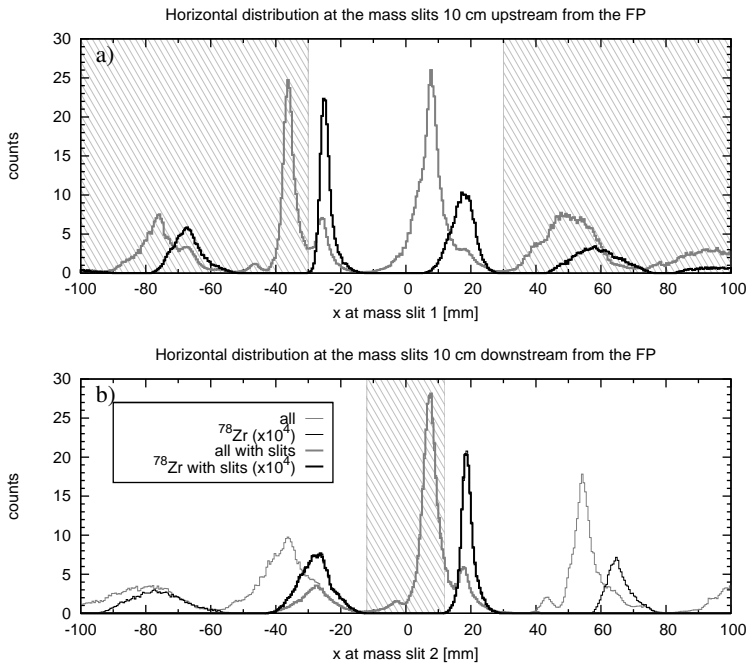 Horizontal distribution at the mass slits 10 cm upstream from the FP
a)
30
25
20
15
10
5
0
counts
-100 -80 -60 -40 -20 0 20 40 60 80 100
x at mass slit 1 [mm]
Horizontal distribution at the mass slits 10 cm downstream from the FP
b)
30
25
20
15
10
5
0
counts
all
⁷⁸Zr (x10⁴)
all with slits
⁷⁸Zr with slits (x10⁴)
-100 -80 -60 -40 -20 0 20 40 60 80 100
x at mass slit 2 [mm]